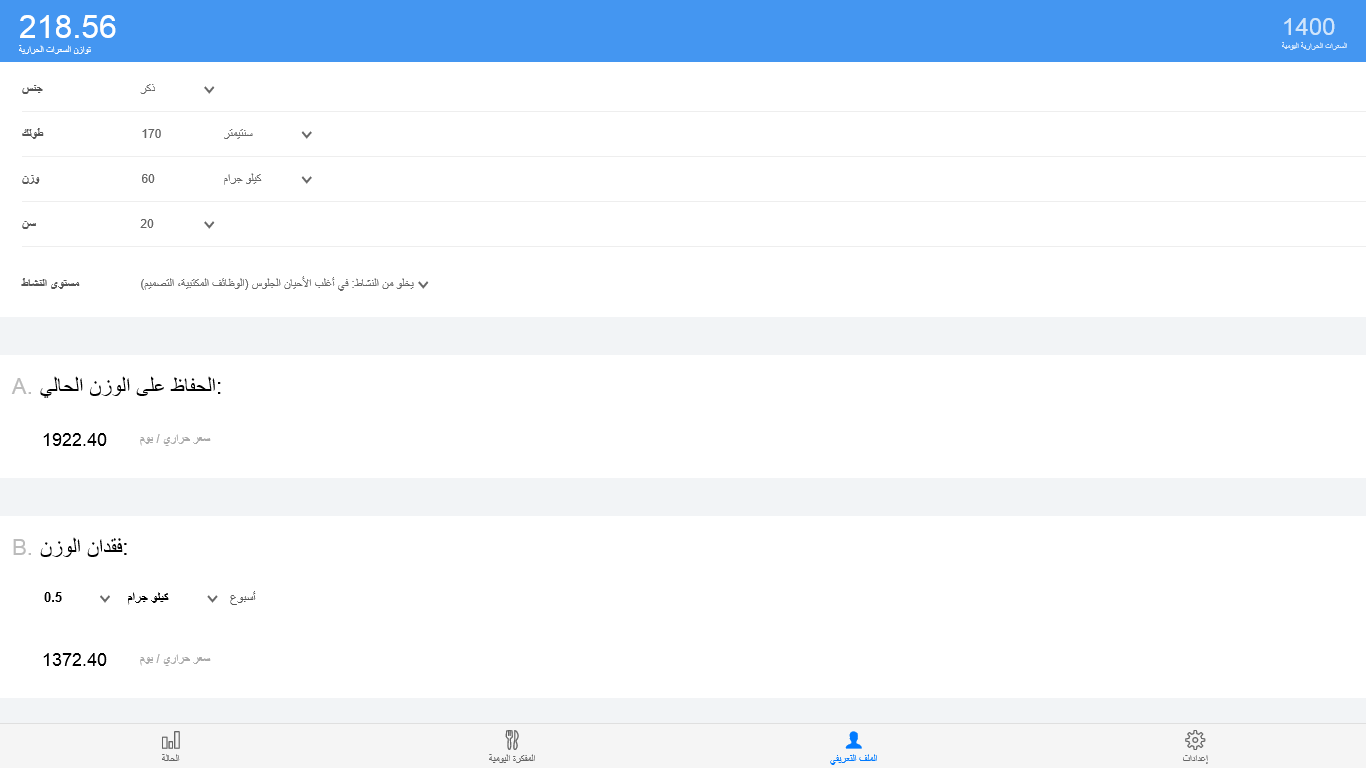 218.56
توازن السعرات الحرارية
1400
السعرات الحرارية اليومية
جنس ذكر
طولك 170 سنتيمتر
وزن 60 كيلو جرام
سن 20
مستوى النشاط يخلو من النشاط: في أغلب الأحيان الجلوس (الوظائف المكتبية، التصميم)
A. الحفاظ على الوزن الحالي:
1922.40 سعر حراري / يوم
B. فقدان الوزن:
0.5 كيلو جرام أسبوع
1372.40 سعر حراري / يوم
الحالة
المفكرة اليومية
الملف التعريفي
إعدادات